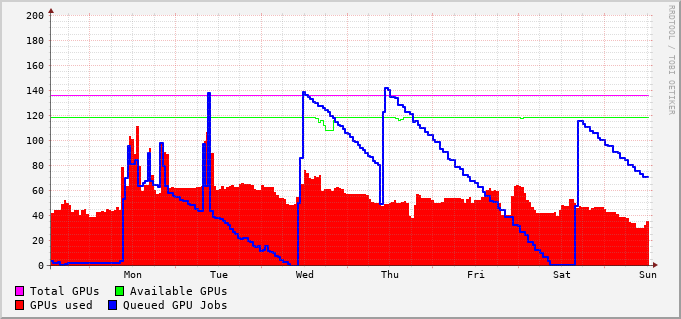 200
180
160
140
120
100
80
60
40
20
0
Mon Tue Wed Thu Fri Sat Sun
Total GPUs Available GPUs
GPUs used Queued GPU Jobs
RRDTOOL / TOBI OETIKER